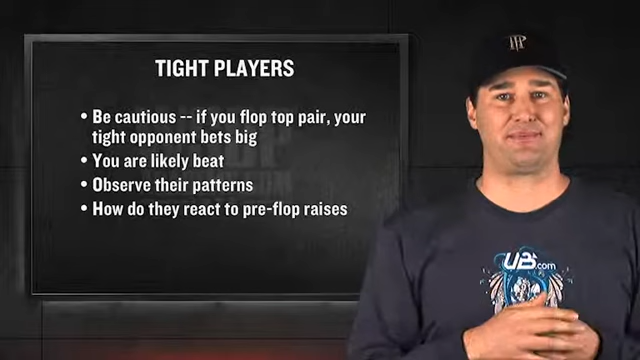 TIGHT PLAYERS
• Be cautious -- if you flop top pair, your
tight opponent bets big
• You are likely beat
• Observe their patterns
• How do they react to pre-flop raises
UB.com